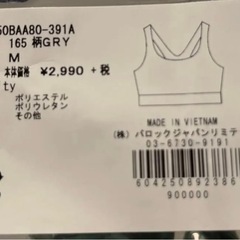 50BAA80-391A
165 柄GRY
M
本体価格 ¥2,990 +税
ty
ポリエステル
ポリウレタン
その他
MADE IN VIETNAM
(株) バロックジャパンリミテ
03-6730-9191
604250892386
900000